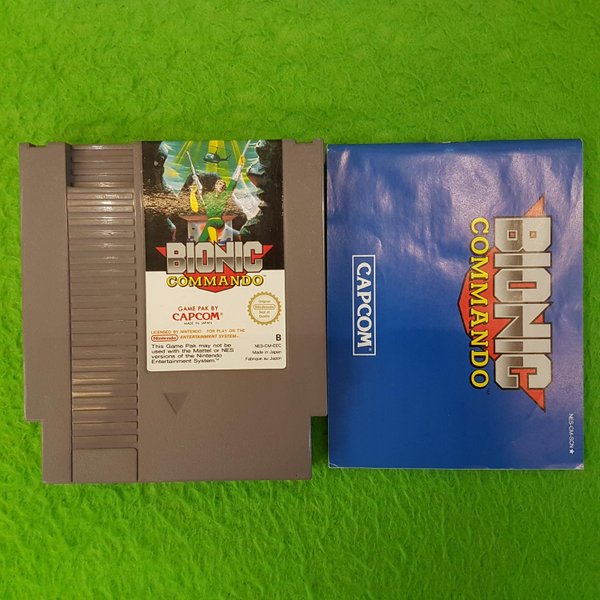 BIONIC
COMMANDO
GAME PAK BY
CAPCOM®
MADE IN JAPAN
LICENSED BY NINTENDO FOR PLAY ON THE
Nintendo ENTERTAINMENT SYSTEM™
This Game Pak may not be
used with the Mattel or NES
versions of the Nintendo
Entertainment System.
Original
Nintendo
Seal of
Quality
B
NES-CM-EEC
Made in Japan
Fabriqué au Japon
BIONIC
COMMANDO™
CAPCOM®
NES-CM-SCN ★